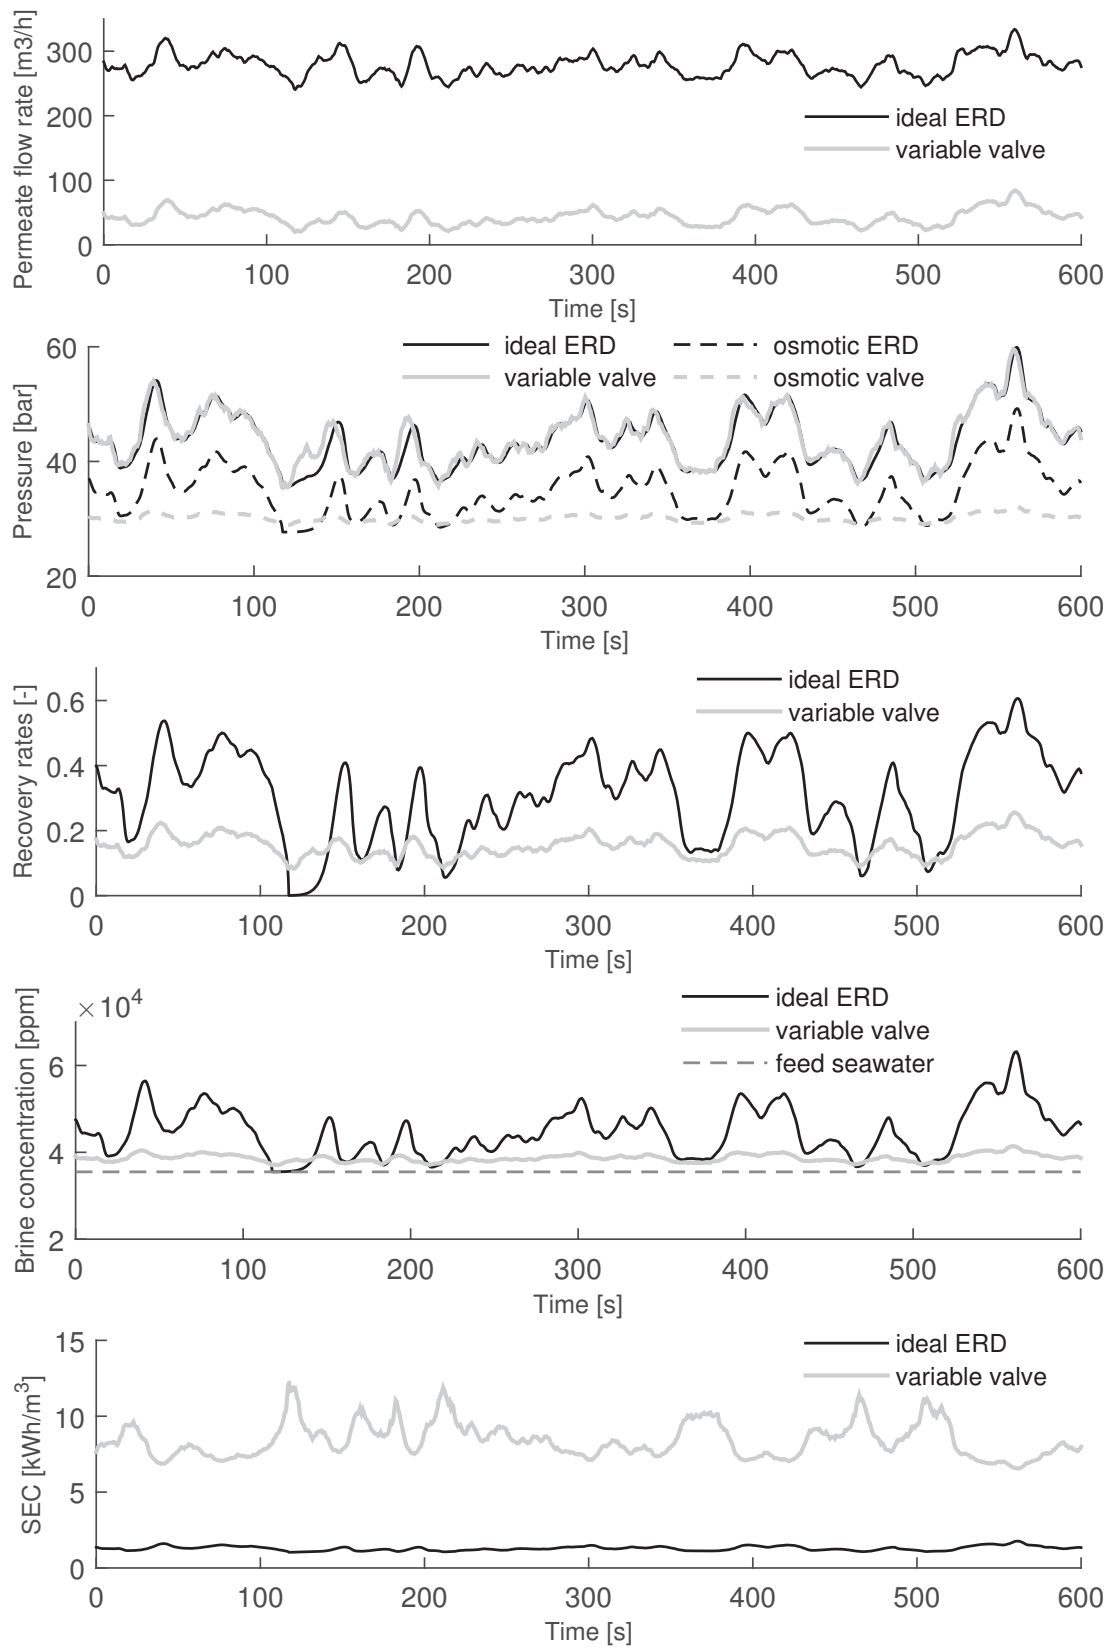 Permeate flow rate [m3/h]
300
200
100
0
ideal ERD
variable valve
0 100 200 300 400 500 600
Time [s]
Pressure [bar]
60
40
20
ideal ERD
variable valve
osmotic ERD
osmotic valve
0 100 200 300 400 500 600
Time [s]
Recovery rates [-]
0.6
0.4
0.2
0
ideal ERD
variable valve
0 100 200 300 400 500 600
Time [s]
Brine concentration [ppm]
×10⁴
6
4
2
ideal ERD
variable valve
feed seawater
0 100 200 300 400 500 600
Time [s]
SEC [kWh/m³]
15
10
5
0
ideal ERD
variable valve
0 100 200 300 400 500 600
Time [s]